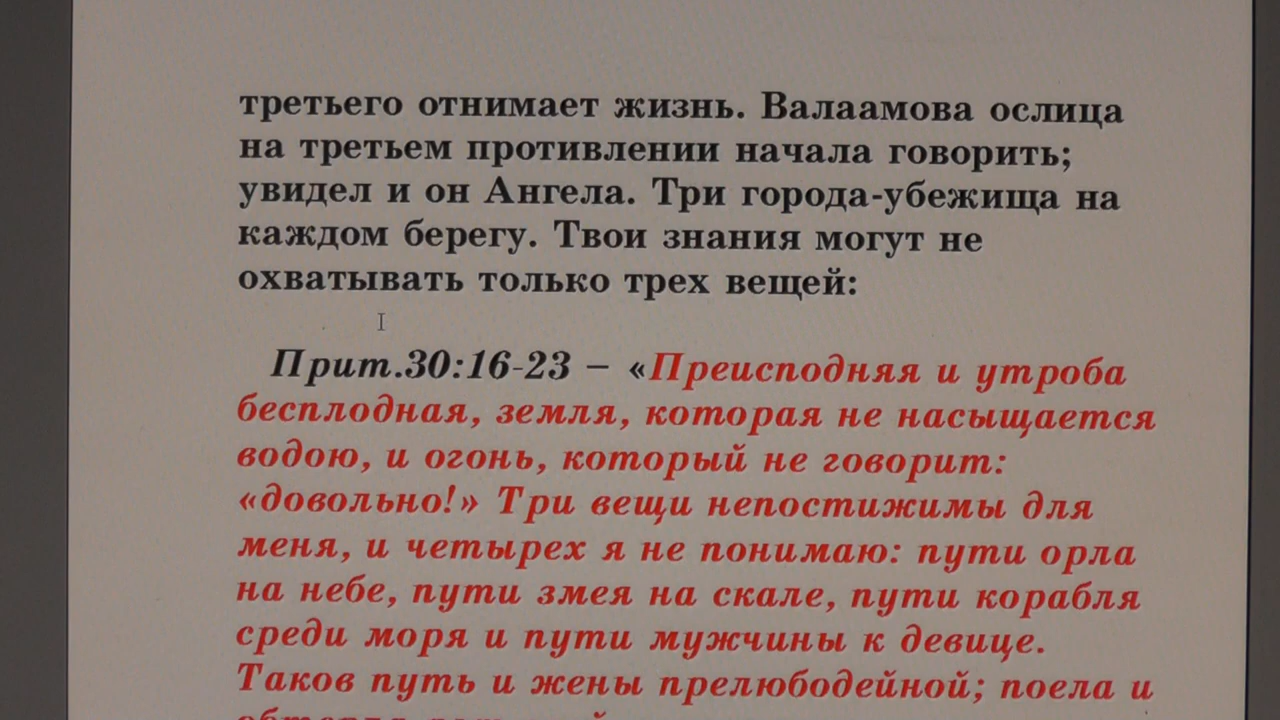 третьего отнимает жизнь. Валаамова ослица
на третьем противлении начала говорить;
увидел и он Ангела. Три города-убежища на
каждом берегу. Твои знания могут не
охватывать только трех вещей:
Прит.30:16-23 – «Преисподняя и утроба
бесплодная, земля, которая не насыщается
водою, и огонь, который не говорит:
«довольно!» Три вещи непостижимы для
меня, и четырех я не понимаю: пути орла
на небе, пути змея на скале, пути корабля
среди моря и пути мужчины к девице.
Таков путь и жены прелюбодейной; поела и